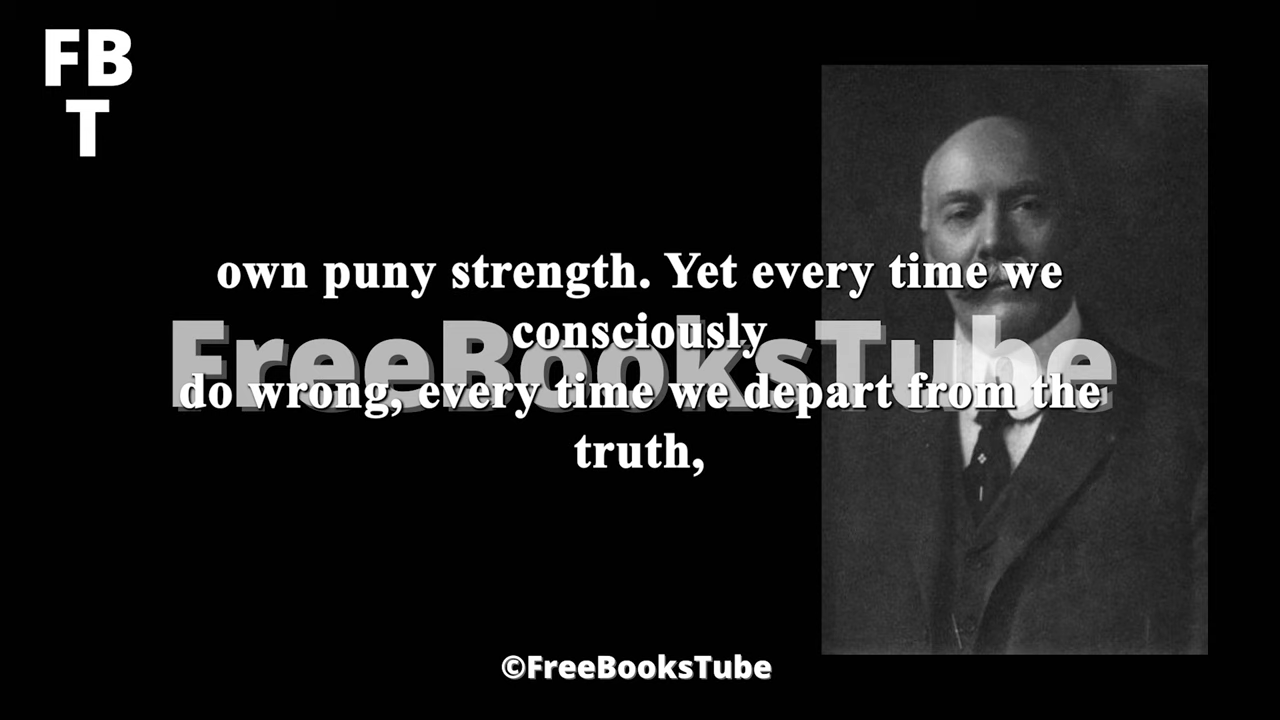 FB
T
own puny strength. Yet every time we
consciously
FreeBooksTube
do wrong, every time we depart from the
truth,
©FreeBooksTube